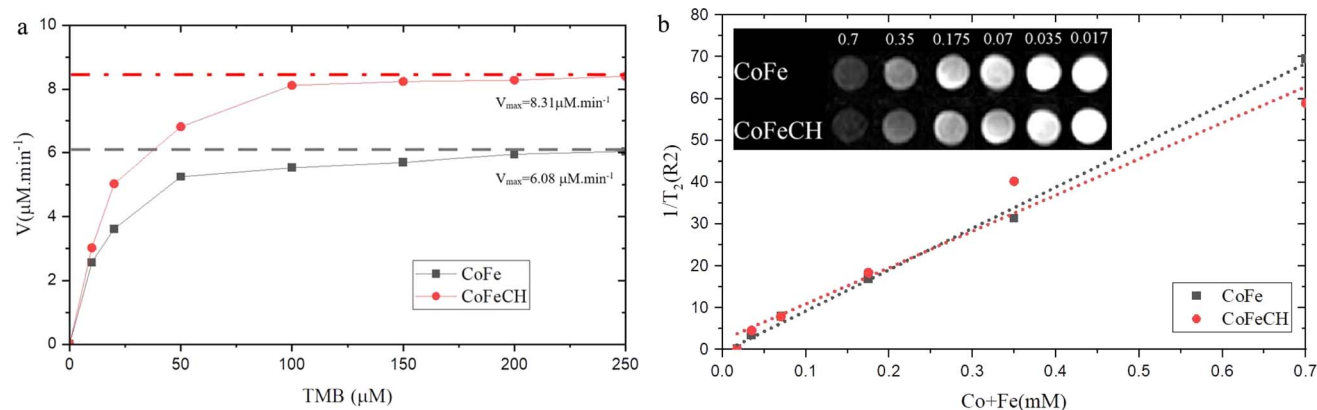 a
10
8
6
4
2
0
V(μM.min⁻¹)
Vmax=8.31μM.min⁻¹
Vmax=6.08 μM.min⁻¹
CoFe
CoFeCH
0 50 100 150 200 250
TMB (μM)
b
80
70
60
50
40
30
20
10
0
1/T₂(R2)
0.7 0.35 0.175 0.07 0.035 0.017
CoFe
CoFeCH
CoFe
CoFeCH
0.0 0.1 0.2 0.3 0.4 0.5 0.6 0.7
Co+Fe(mM)